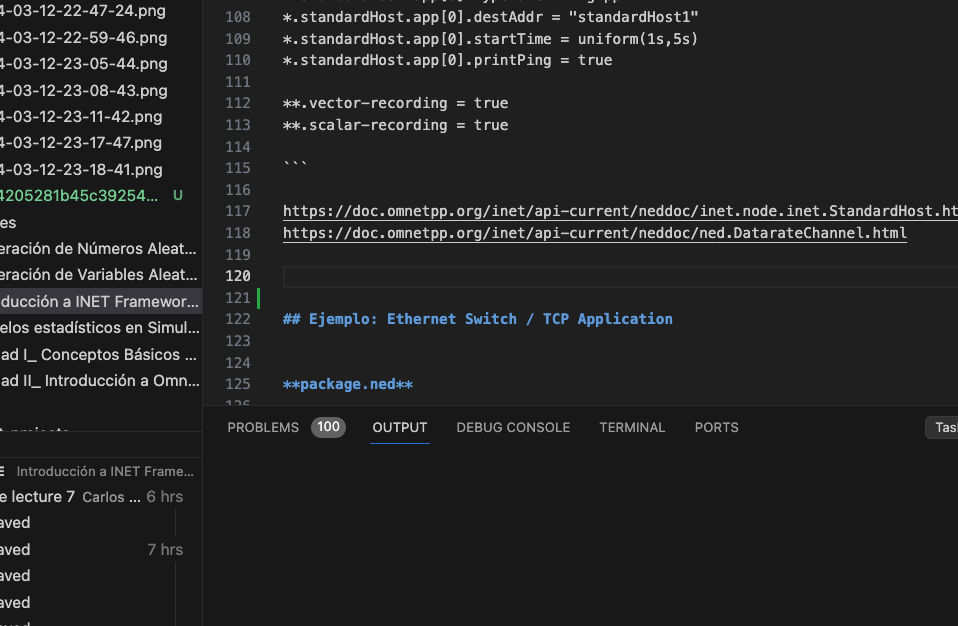 4-03-12-22-47-24.png
4-03-12-22-59-46.png
4-03-12-23-05-44.png
4-03-12-23-08-43.png
4-03-12-23-11-42.png
4-03-12-23-17-47.png
4-03-12-23-18-41.png
4205281b45c39254... U
es
eración de Números Aleat...
eración de Variables Aleat...
ducción a INET Framewor...
elos estadísticos en Simul...
ad I_ Conceptos Básicos ...
ad II_ Introducción a Omn...
E Introducción a INET Frame...
e lecture 7 Carlos ... 6 hrs
aved
aved 7 hrs
aved
aved
108 *.standardHost.app[0].destAddr = "standardHost1"
109 *.standardHost.app[0].startTime = uniform(1s,5s)
110 *.standardHost.app[0].printPing = true
111
112 **.vector-recording = true
113 **.scalar-recording = true
114
115 ```
116
117 https://doc.omnetpp.org/inet/api-current/neddoc/inet.node.inet.StandardHost.ht
118 https://doc.omnetpp.org/inet/api-current/neddoc/ned.DatarateChannel.html
119
120
121
122 ## Ejemplo: Ethernet Switch / TCP Application
123
124
125 **package.ned**
126
PROBLEMS 100 OUTPUT DEBUG CONSOLE TERMINAL PORTS Tas